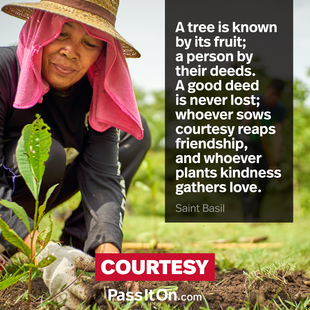 A tree is known
by its fruit;
a person by
their deeds.
A good deed
is never lost;
whoever sows
courtesy reaps
friendship,
and whoever
plants kindness
gathers love.
Saint Basil
COURTESY
PassItOn.com